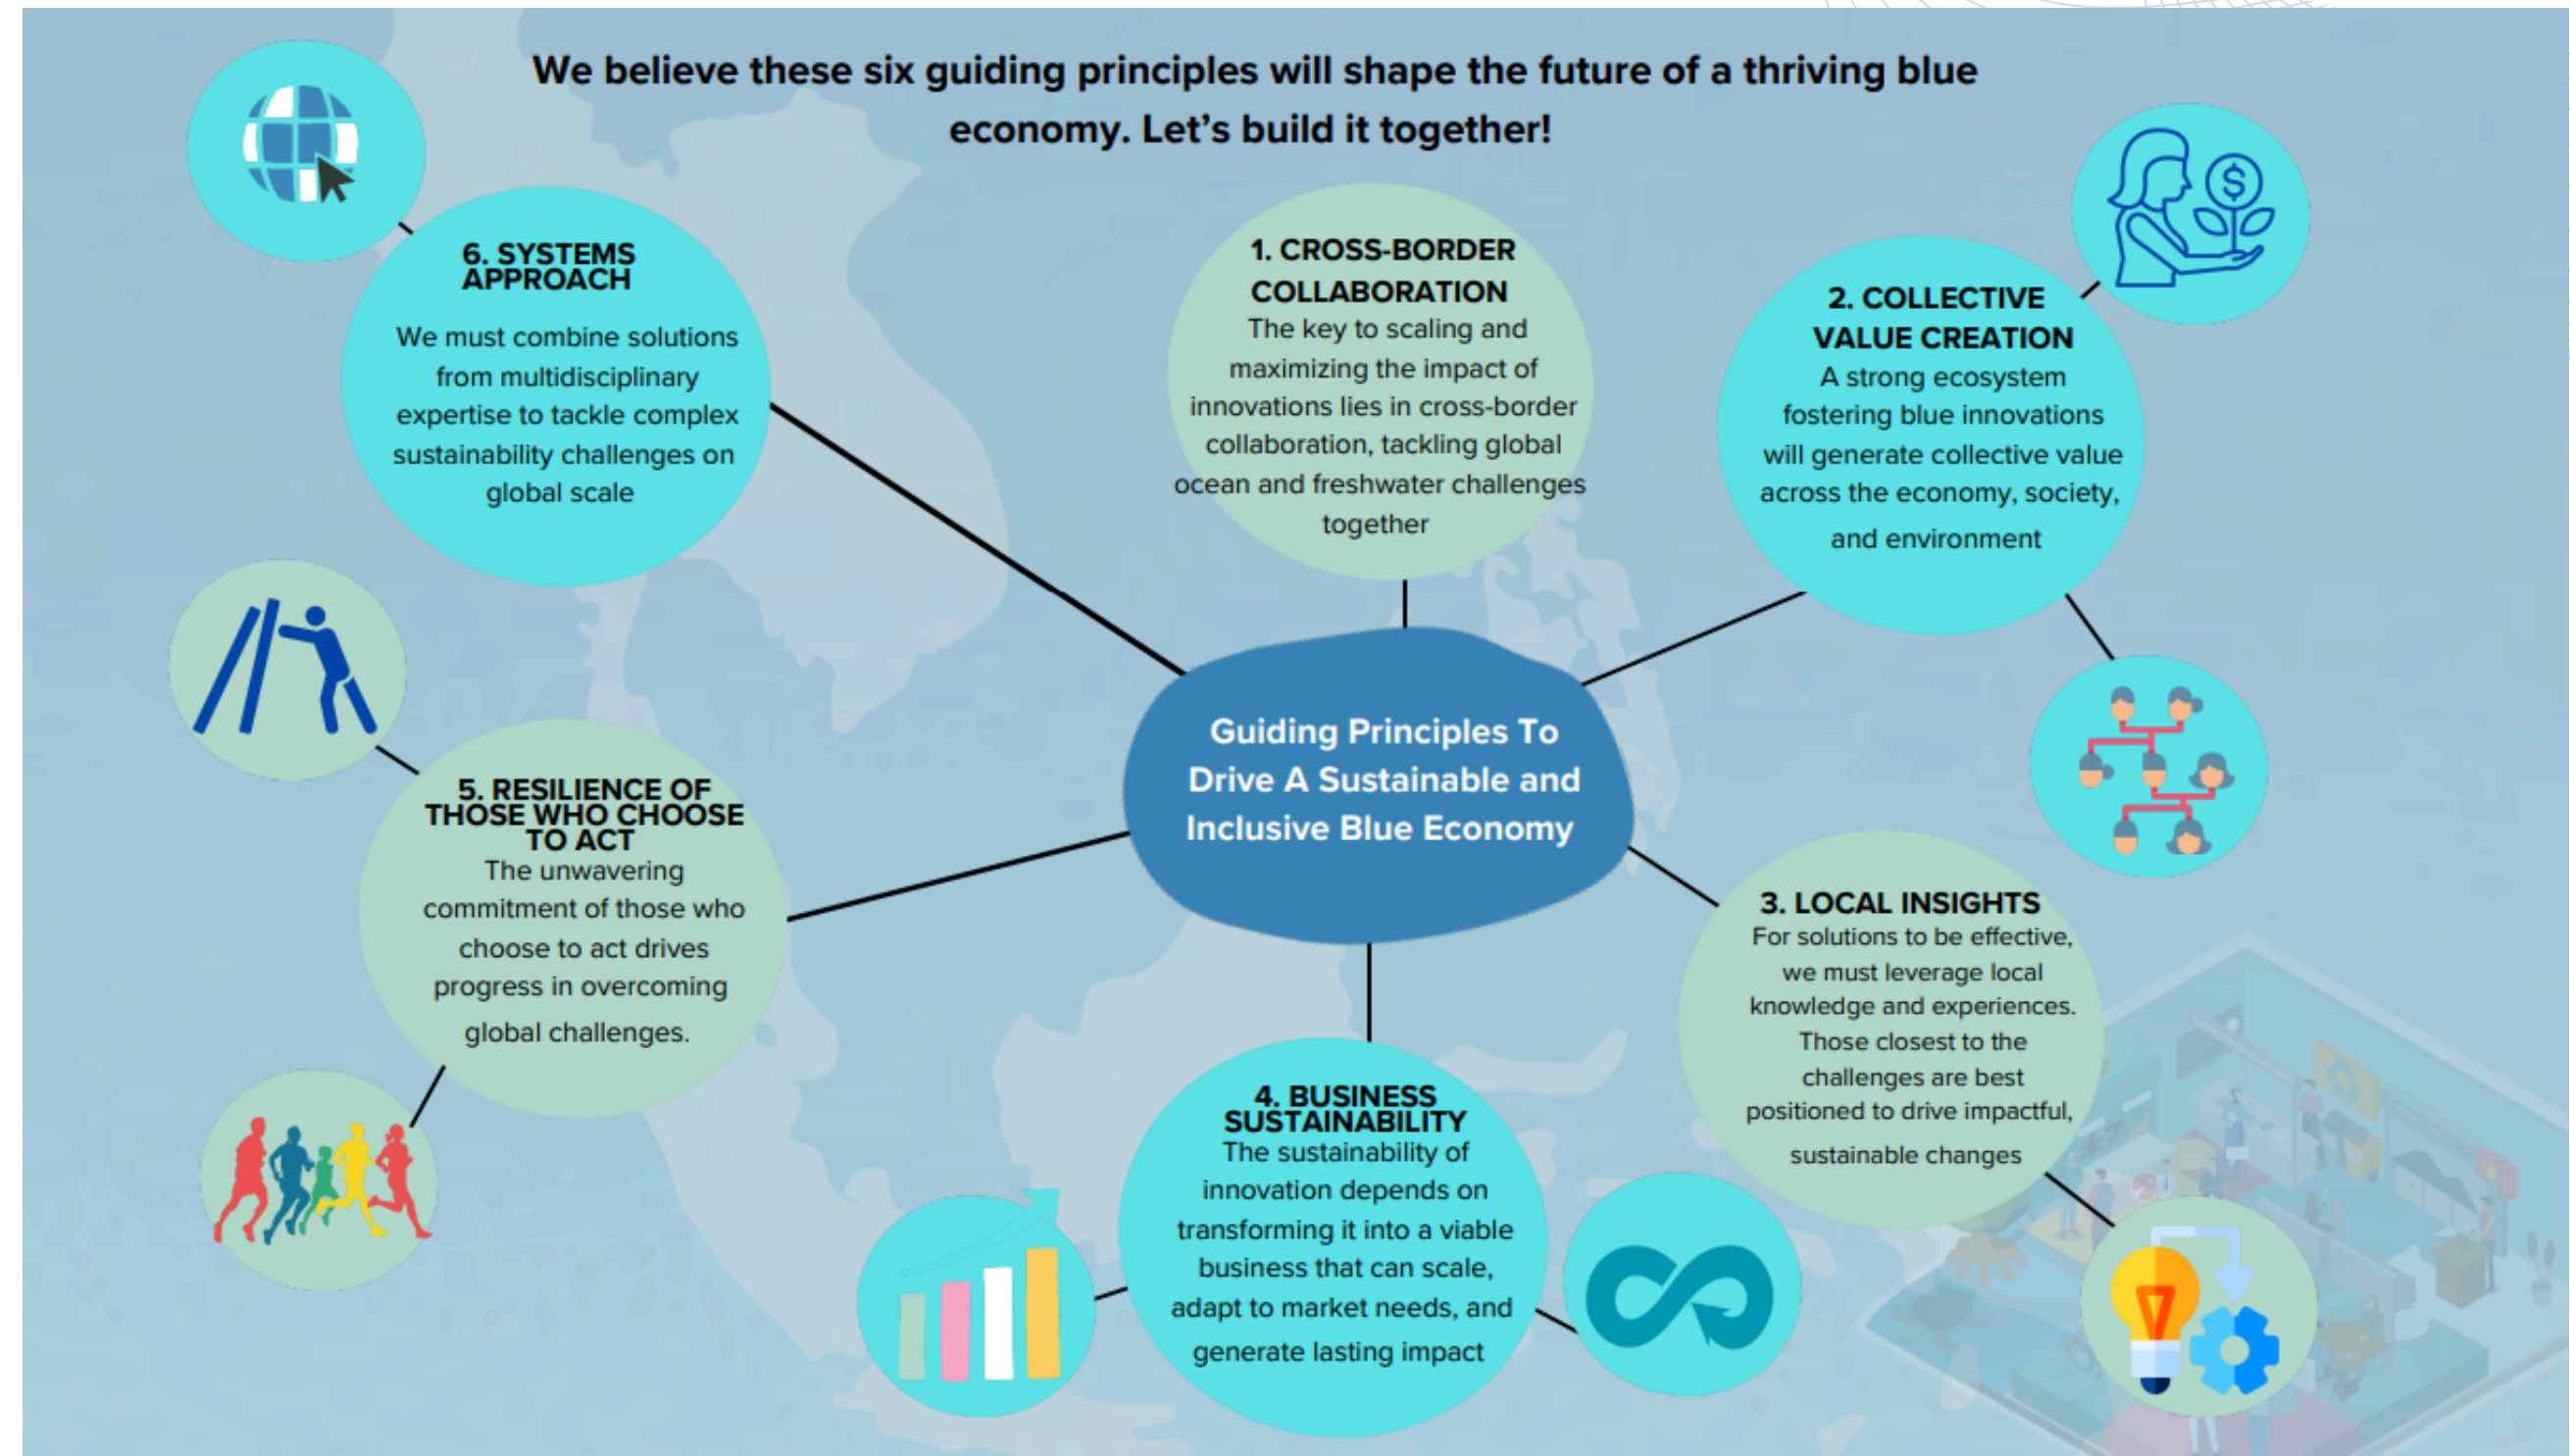 We believe these six guiding principles will shape the future of a thriving blue
economy. Let's build it together!
1. CROSS-BORDER
COLLABORATION
The key to scaling and
maximizing the impact of
innovations lies in cross-border
collaboration, tackling global
ocean and freshwater challenges
together
2. COLLECTIVE
VALUE CREATION
A strong ecosystem
fostering blue innovations
will generate collective value
across the economy, society,
and environment
$
3. LOCAL INSIGHTS
For solutions to be effective,
we must leverage local
knowledge and experiences.
Those closest to the
challenges are best
positioned to drive impactful,
sustainable changes
4. BUSINESS
SUSTAINABILITY
The sustainability of
innovation depends on
transforming it into a viable
business that can scale,
adapt to market needs, and
generate lasting impact
5. RESILIENCE OF
THOSE WHO CHOOSE
TO ACT
The unwavering
commitment of those who
choose to act drives
progress in overcoming
global challenges.
6. SYSTEMS
APPROACH
We must combine solutions
from multidisciplinary
expertise to tackle complex
sustainability challenges on
global scale
Guiding Principles To
Drive A Sustainable and
Inclusive Blue Economy